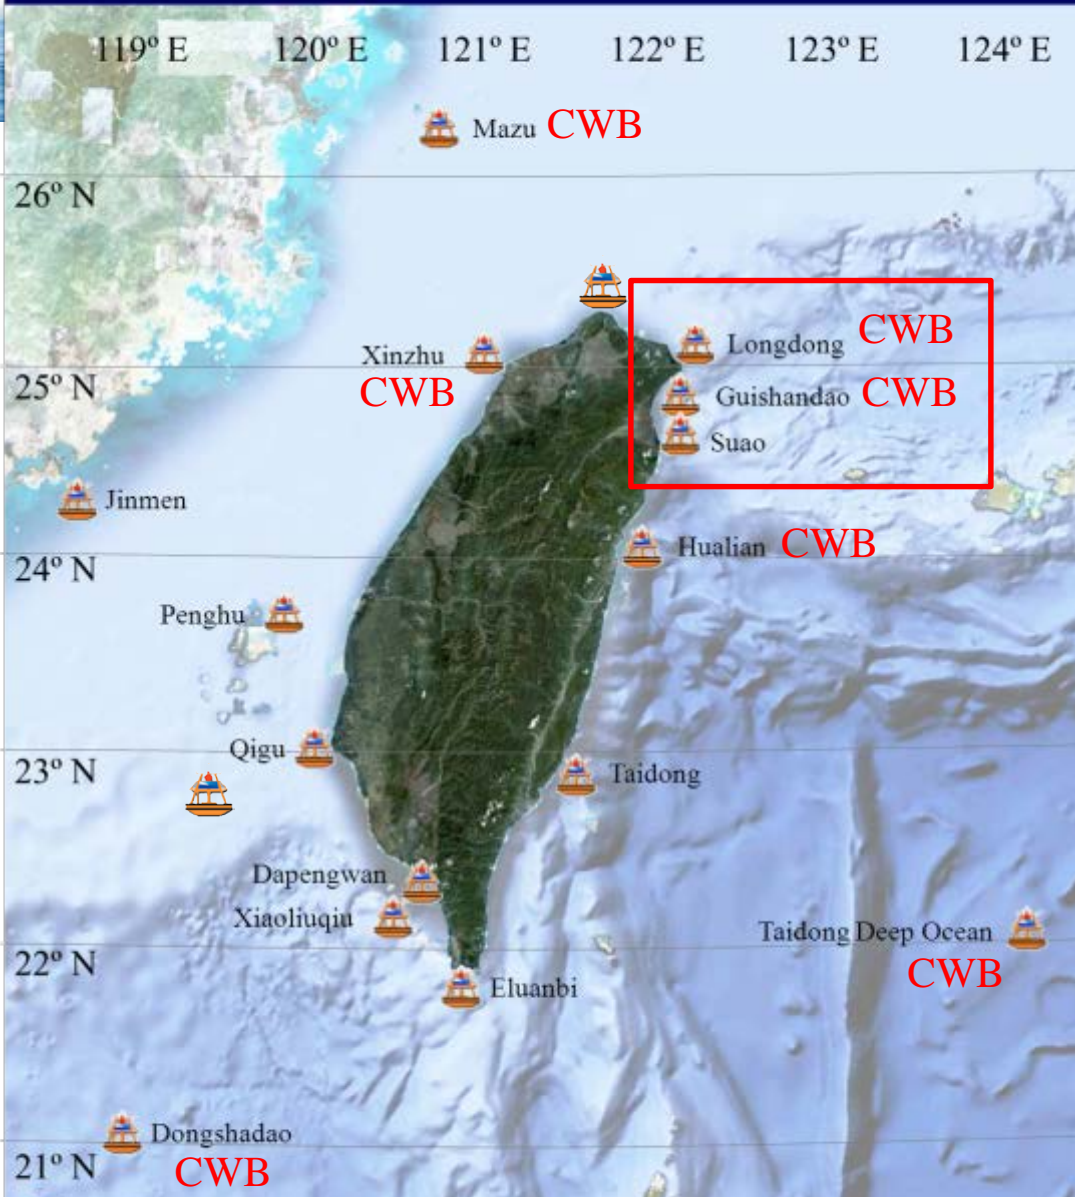 119º E 120º E 121º E 122º E 123º E 124º E
Mazu CWB
26º N
Longdong CWB
Xinzhu
CWB
25º N
Guishandao CWB
Suao
Jinmen
Hualian CWB
24º N
Penghu
Qigu
23º N
Taidong
Dapengwan
Xiaoliuqiu
Taidong Deep Ocean
CWB
22º N
Eluanbi
Dongshadao
CWB
21º N